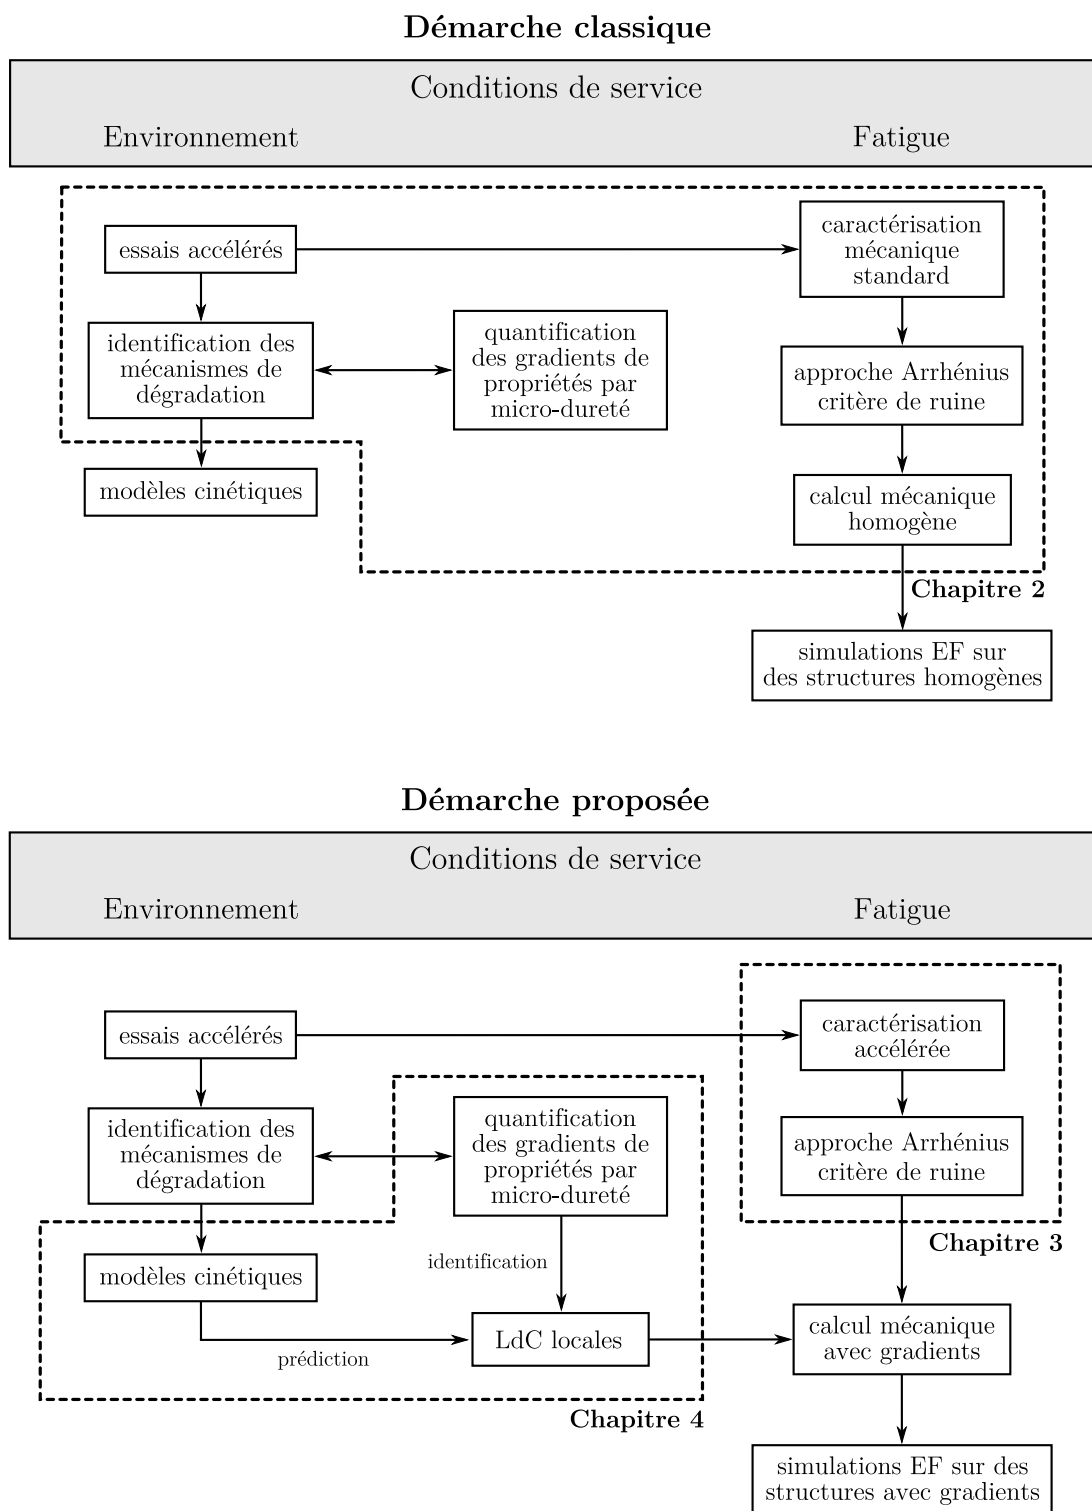 Démarche classique
Conditions de service
Environnement
Fatigue
essais accélérés
caractérisation
mécanique
standard
identification des
mécanismes de
dégradation
quantification
des gradients de
propriétés par
micro-dureté
approche Arrhénius
critère de ruine
modèles cinétiques
calcul mécanique
homogène
Chapitre 2
simulations EF sur
des structures homogènes
Démarche proposée
Conditions de service
Environnement
Fatigue
essais accélérés
caractérisation
accélérée
identification des
mécanismes de
dégradation
quantification
des gradients de
propriétés par
micro-dureté
approche Arrhénius
critère de ruine
Chapitre 3
modèles cinétiques
identification
LdC locales
prédiction
calcul mécanique
avec gradients
Chapitre 4
simulations EF sur des
structures avec gradients